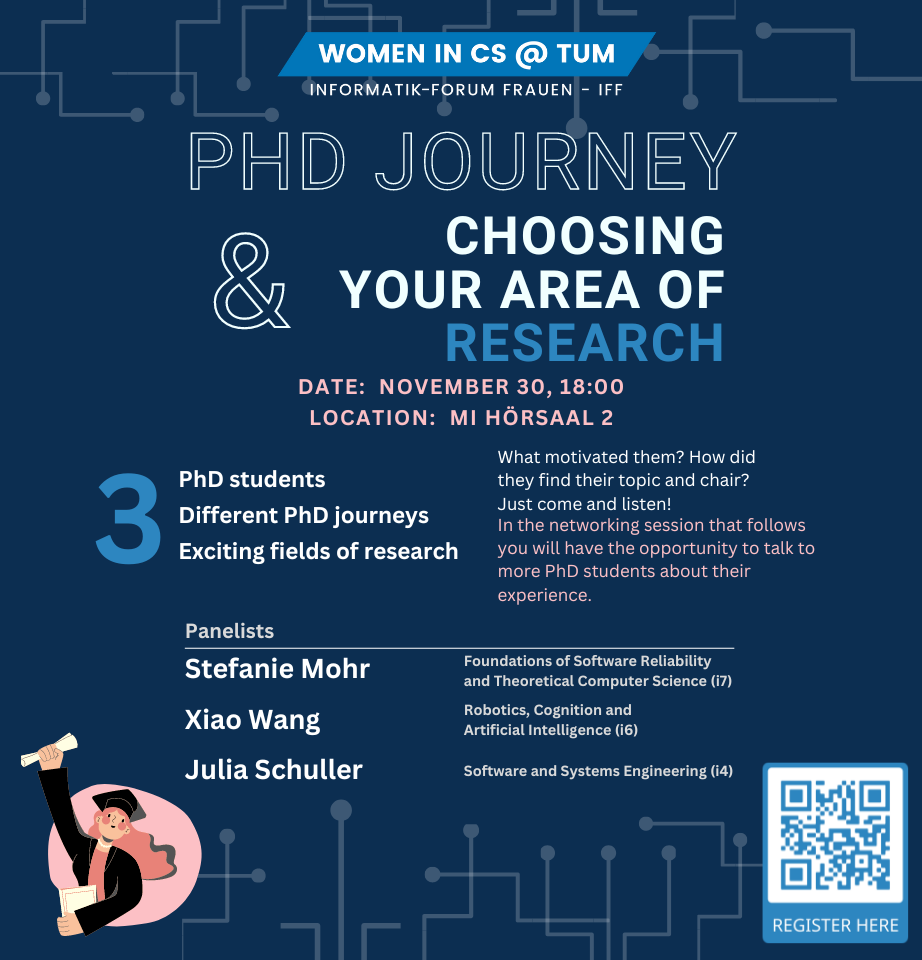 WOMEN IN CS @ TUM
INFORMATIK-FORUM FRAUEN - IFF
PHD JOURNEY
&
CHOOSING
YOUR AREA OF
RESEARCH
DATE: NOVEMBER 30, 18:00
LOCATION: MI HÖRSAAL 2
3
PhD students
Different PhD journeys
Exciting fields of research
What motivated them? How did
they find their topic and chair?
Just come and listen!
In the networking session that follows
you will have the opportunity to talk to
more PhD students about their
experience.
Panelists
Stefanie Mohr
Foundations of Software Reliability
and Theoretical Computer Science (i7)
Xiao Wang
Robotics, Cognition and
Artificial Intelligence (i6)
Julia Schuller
Software and Systems Engineering (i4)
REGISTER HERE